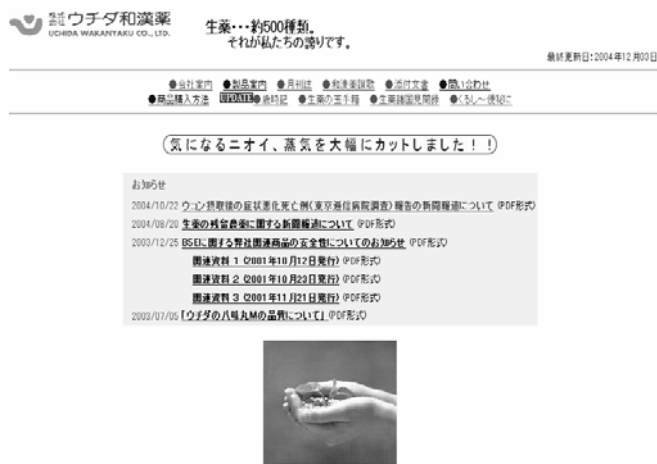 株式会社 ウチダ和漢薬
UCHIDA WAKANYAKU CO., LTD.
生薬・・・約500種類。
それが私たちの誇りです。
最終更新日:2004年12月03日
●会社案内 ●製品案内 ●月刊誌 ●和漢薬謳歌 ●添付文書 ●問い合わせ
●商品購入方法 UPDATE●歳時記 ●生薬の玉手箱 ●生薬諸国見聞録 ●くるし～使秘に
気になるニオイ、蒸気を大幅にカットしました!!
お知らせ
2004/10/22 ウコン摂取後の症状悪化死亡例(東京逓信病院調査)報告の新聞報道について (PDF形式)
2004/08/20 生薬の残留農薬に関する新聞報道について (PDF形式)
2003/12/25 BSEに関する弊社関連商品の安全性についてのお知らせ (PDF形式)
関連資料 1 (2001年10月12日発行) (PDF形式)
関連資料 2 (2001年10月23日発行) (PDF形式)
関連資料 3 (2001年11月21日発行) (PDF形式)
2003/07/05 「ウチダの八味丸Mの品質について」 (PDF形式)